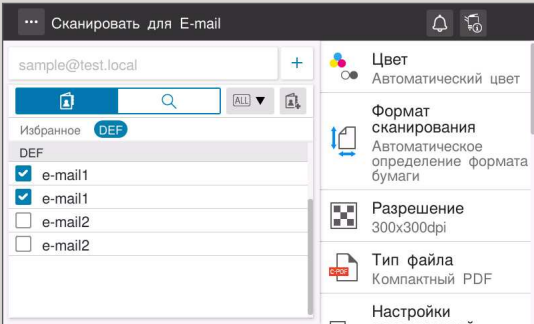 Сканировать для E-mail
sample@test.local
+
ALL
Избранное DEF
DEF
e-mail1
e-mail1
e-mail2
e-mail2
Цвет
Автоматический цвет
Формат
сканирования
Автоматическое
определение формата
бумаги
Разрешение
300x300dpi
Тип файла
C-PDF
Компактный PDF
Настройки